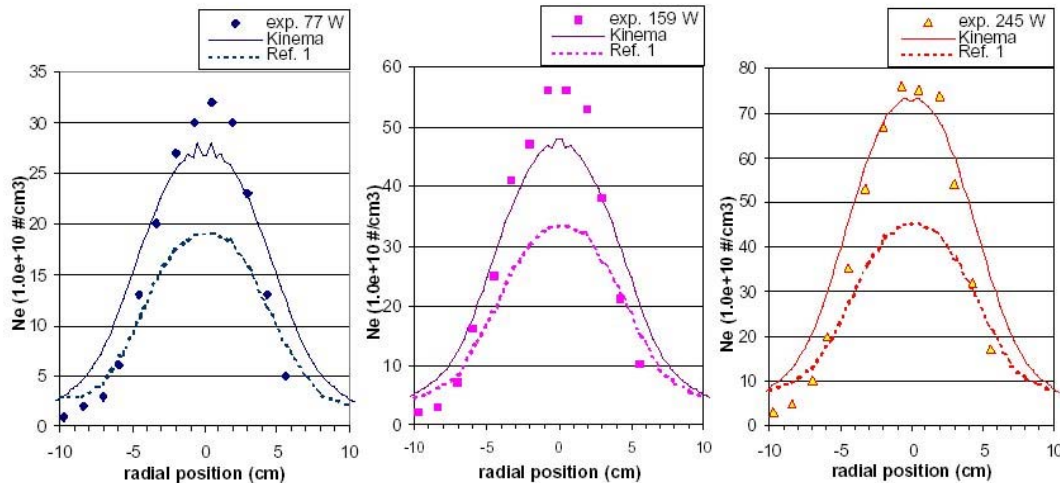 exp. 77 W
Kinema
Ref. 1
35
30
25
20
15
10
5
0
Ne (1.0e+10 #/cm3)
-10
-5
0
5
10
radial position (cm)
exp. 159 W
Kinema
Ref. 1
60
50
40
30
20
10
0
Ne (1.0e+10 #/cm3)
-10
-5
0
5
10
radial position (cm)
exp. 245 W
Kinema
Ref. 1
80
70
60
50
40
30
20
10
0
Ne (1.0e+10 #/cm3)
-10
-5
0
5
10
radial position (cm)